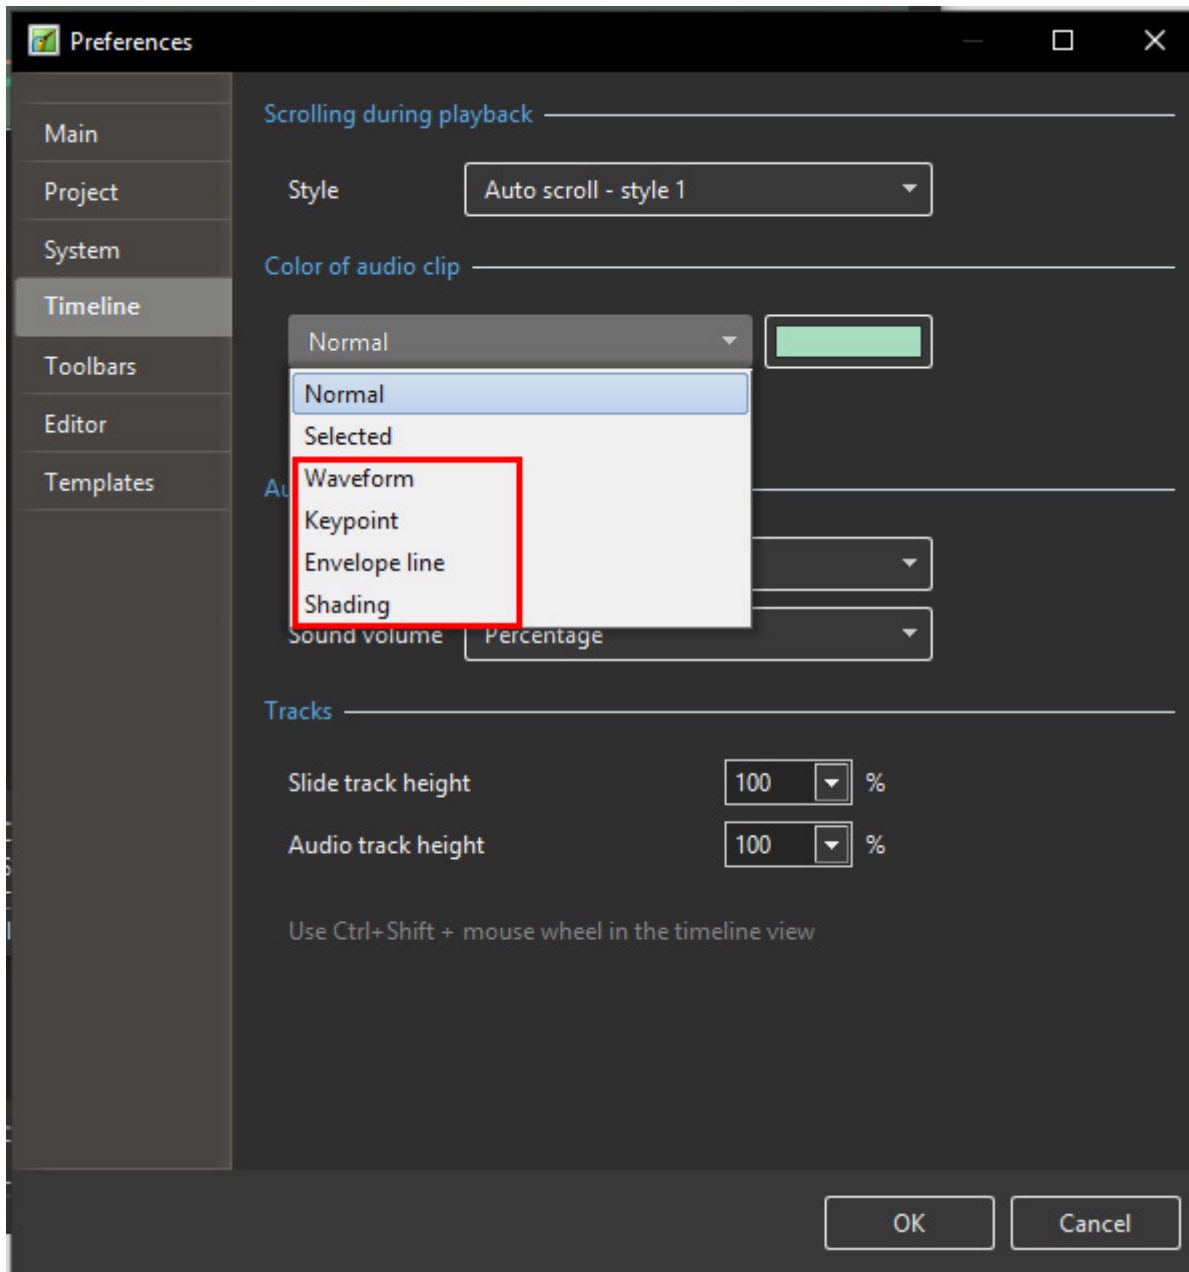 Preferences
Main
Project
System
Timeline
Toolbars
Editor
Templates
Scrolling during playback
Style Auto scroll - style 1
Color of audio clip
Normal
Normal
Selected
Waveform
Keypoint
Envelope line
Shading
Sound volume Percentage
Tracks
Slide track height 100 %
Audio track height 100 %
Use Ctrl+Shift + mouse wheel in the timeline view
OK Cancel